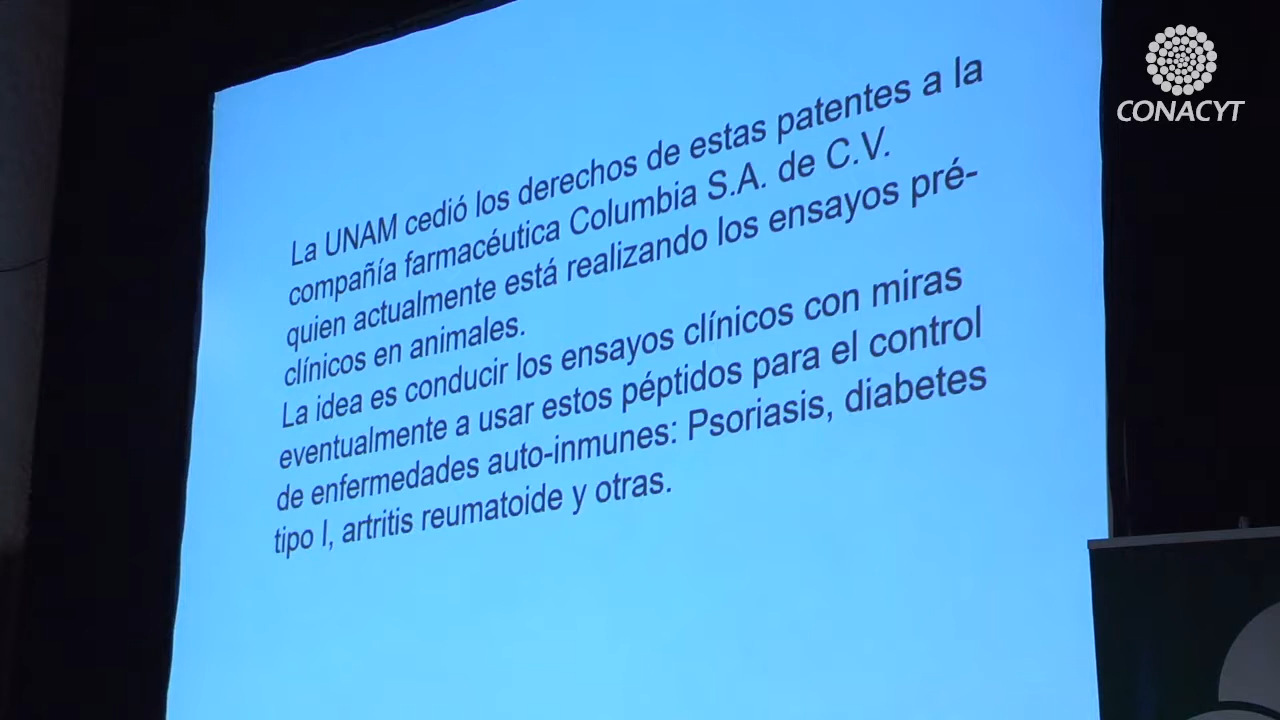 La UNAM cedió los derechos de estas patentes a la
compañía farmacéutica Columbia S.A. de C.V.
quien actualmente está realizando los ensayos pré-
clínicos en animales.
La idea es conducir los ensayos clínicos con miras
eventualmente a usar estos péptidos para el control
de enfermedades auto-inmunes: Psoriasis, diabetes
tipo I, artritis reumatoide y otras.
CONACYT